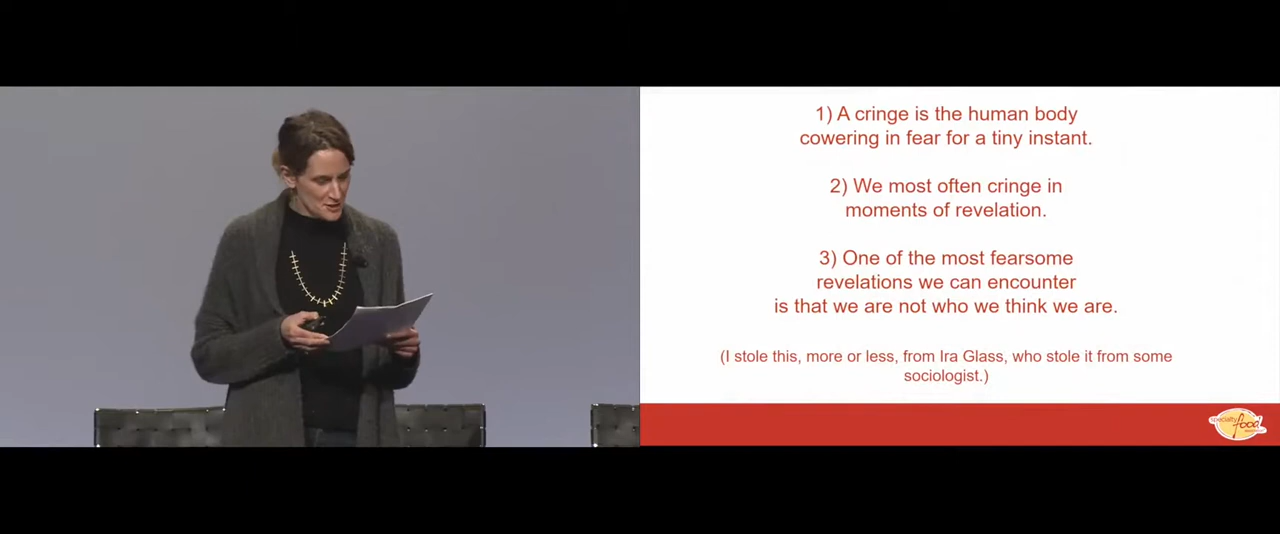 1) A cringe is the human body
cowering in fear for a tiny instant.
2) We most often cringe in
moments of revelation.
3) One of the most fearsome
revelations we can encounter
is that we are not who we think we are.
(I stole this, more or less, from Ira Glass, who stole it from some
sociologist.)
specialty
food